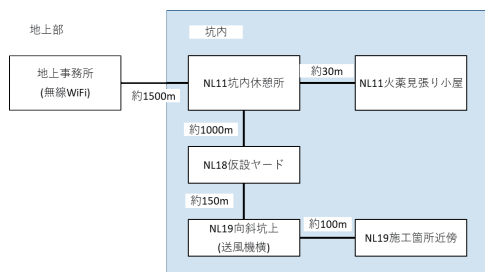 地上部
坑内
地上事務所
(無線WiFi)
約1500m
NL11坑内休憩所
約30m
NL11火薬見張り小屋
約1000m
NL18仮設ヤード
約150m
NL19向斜坑上
(送風機横)
約100m
NL19施工箇所近傍